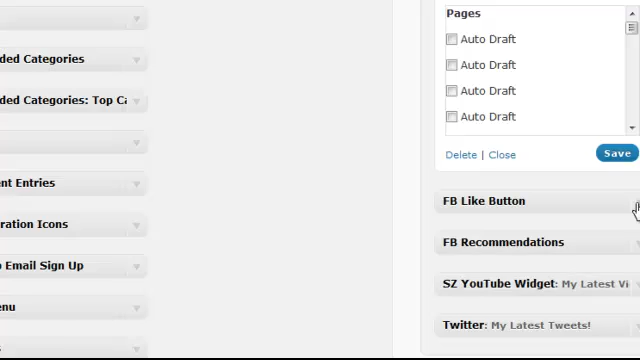 Pages
Auto Draft
Auto Draft
Auto Draft
Auto Draft
Delete | Close Save
ded Categories
ded Categories: Top Ca
nt Entries
ration Icons
Email Sign Up
enu
FB Like Button
FB Recommendations
SZ YouTube Widget: My Latest Vi
Twitter: My Latest Tweets!